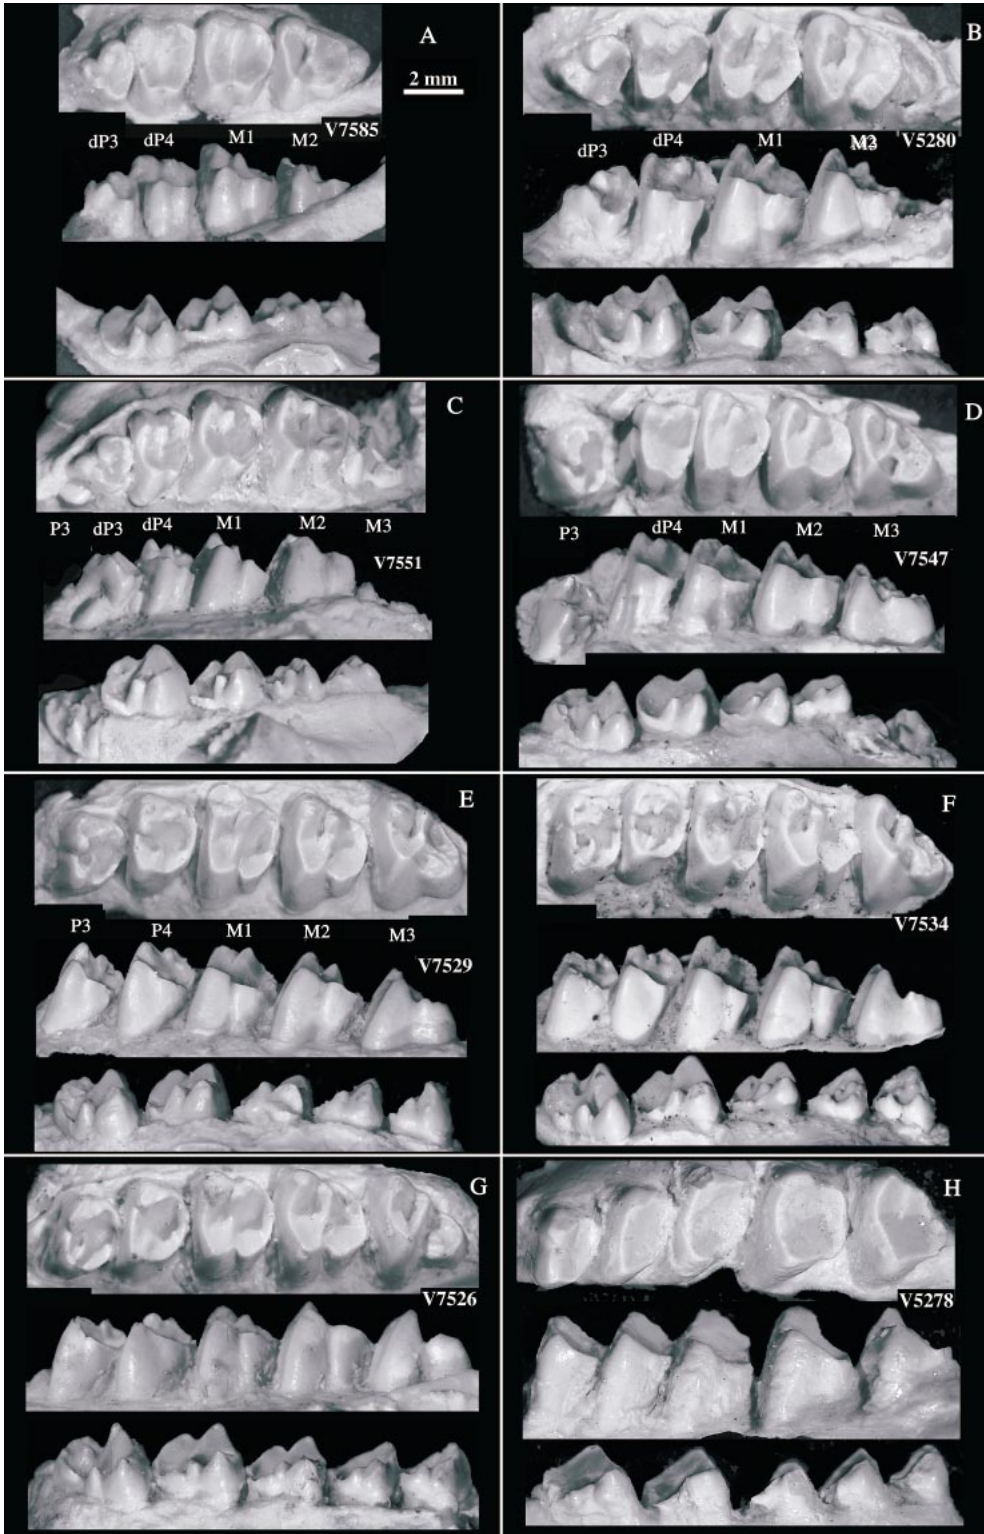 A
2 mm
V7585
dP3 dP4 M1 M2
B
V5280
dP3 dP4 M1
C
P3 dP3 dP4 M1 M2 M3
V7551
D
P3 dP4 M1 M2 M3
V7547
E
P3 P4 M1 M2 M3
V7529
F
V7534
G
V7526
H
V5278